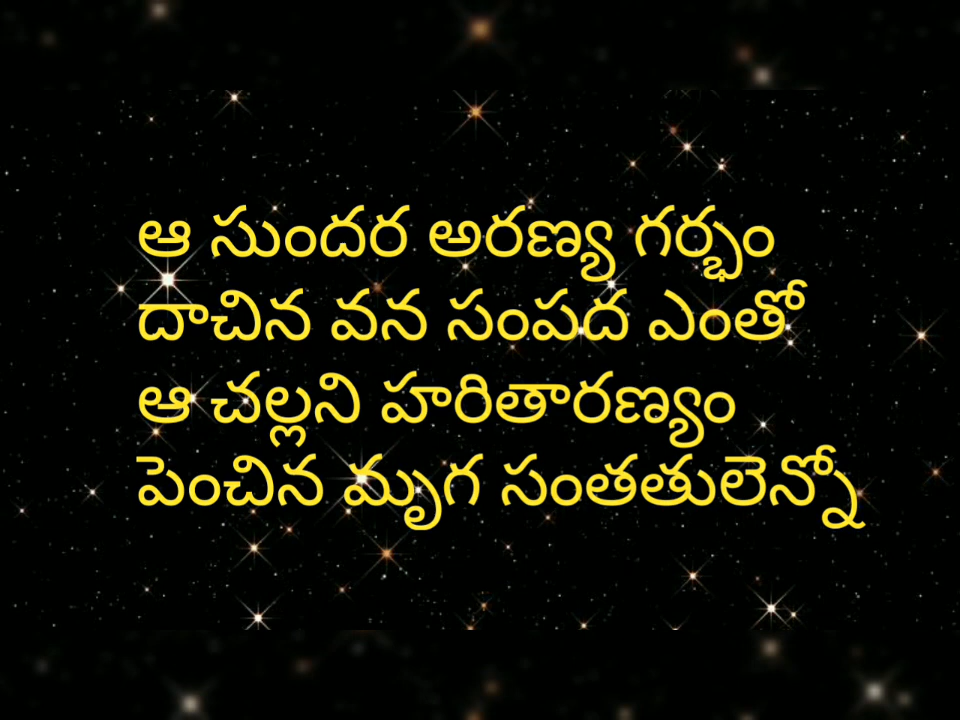 ఆ సుందర అరణ్య గర్భం
దాచిన వన సంపద ఎంతో
ఆ చల్లని హరితారణ్యం
పెంచిన మృగ సంతతులెన్నో